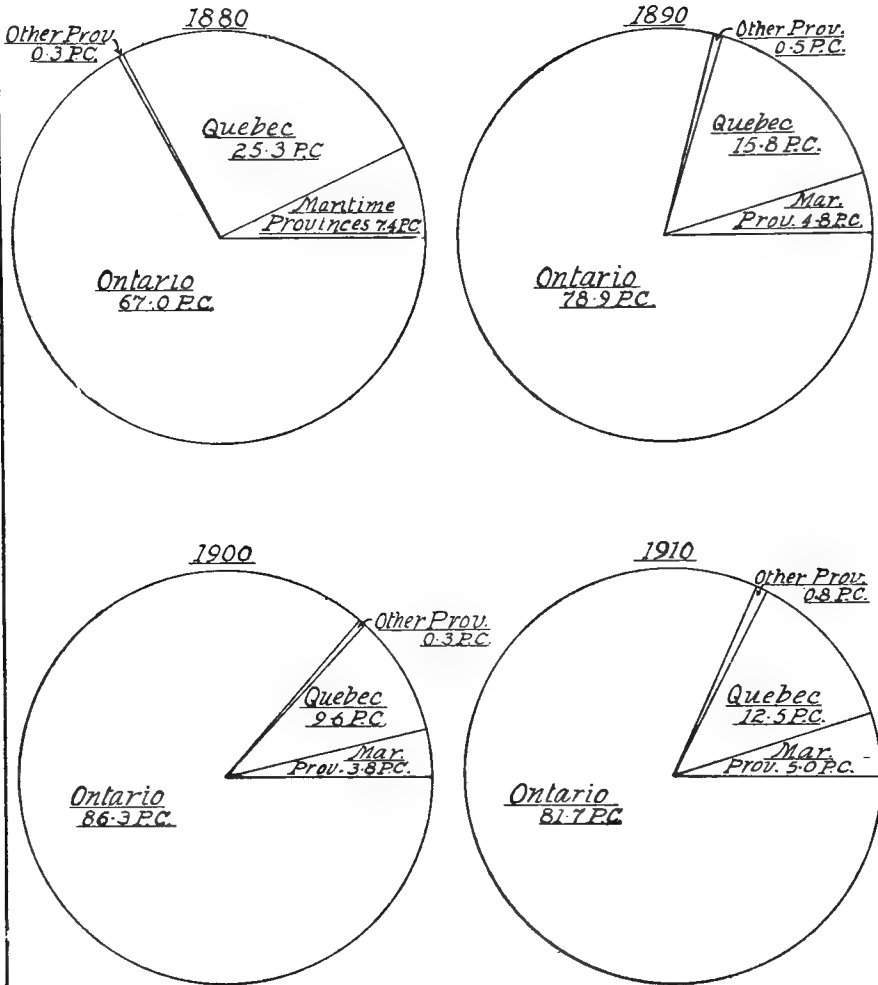 1880
Other Prov.
0.3 P.C.
Quebec
25.3 P.C
Maritime
Provinces 7.4 P.C.
Ontario
67.0 P.C.
1890
Other Prov.
0.5 P.C.
Quebec
15.8 P.C.
Mar.
Prov. 4.8 P.C.
Ontario
78.9 P.C.
1900
Other Prov.
0.3 P.C.
Quebec
9.6 P.C.
Mar.
Prov. 3.8 P.C.
Ontario
86.3 P.C.
1910
Other Prov.
0.8 P.C.
Quebec
12.5 P.C.
Mar.
Prov. 5.0 P.C.
Ontario
81.7 P.C.